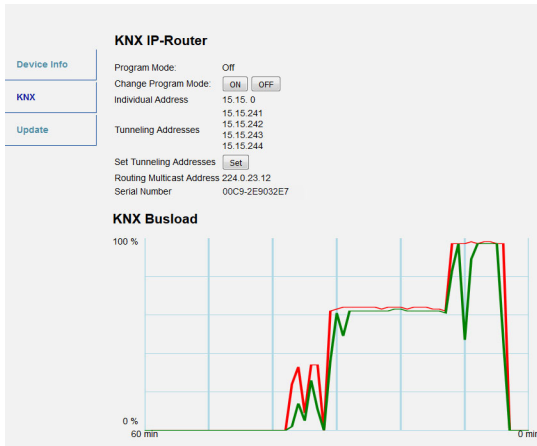 KNX IP-Router
Device Info
KNX
Update
Program Mode: Off
Change Program Mode: ON OFF
Individual Address 15.15. 0
Tunneling Addresses 15.15.241
15.15.242
15.15.243
15.15.244
Set Tunneling Addresses Set
Routing Multicast Address 224.0.23.12
Serial Number 00C9-2E9032E7
KNX Busload
100 %
0 %
60 min 0 min